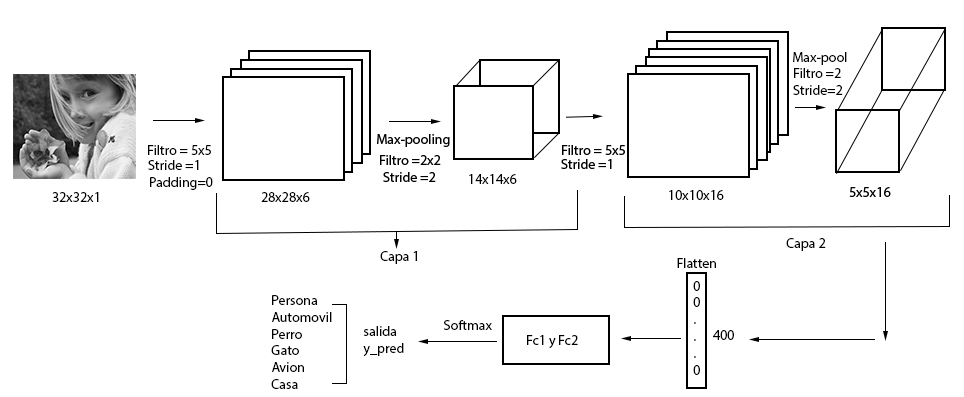 Filtro = 5x5
Stride =1
Padding=0
32x32x1
28x28x6
Max-pooling
Filtro =2x2
Stride =2
14x14x6
Filtro = 5x5
Stride =1
10x10x16
Max-pool
Filtro =2
Stride=2
5x5x16
Capa 1
Capa 2
Flatten
0
0
.
.
.
0
400
Fc1 y Fc2
Softmax
salida
y_pred
Persona
Automovil
Perro
Gato
Avion
Casa